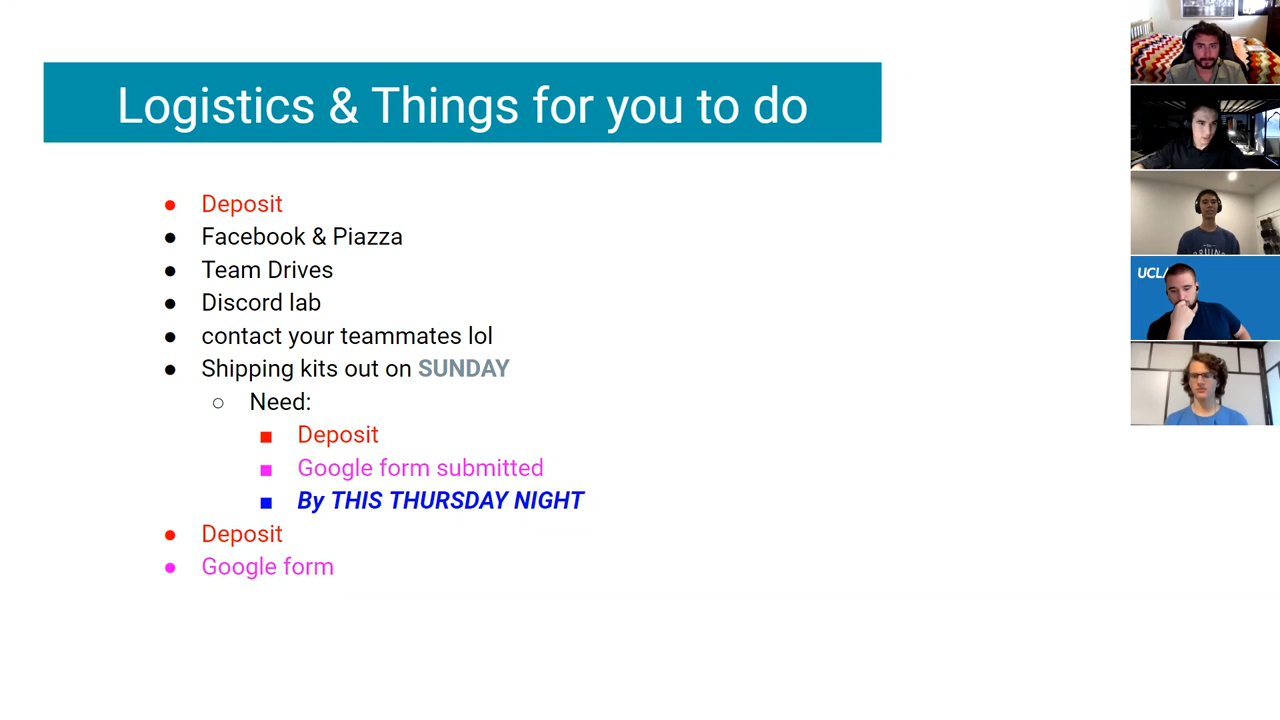 Logistics & Things for you to do
● Deposit
● Facebook & Piazza
● Team Drives
● Discord lab
● contact your teammates lol
● Shipping kits out on SUNDAY
○ Need:
■ Deposit
■ Google form submitted
■ By THIS THURSDAY NIGHT
● Deposit
● Google form
UCLA